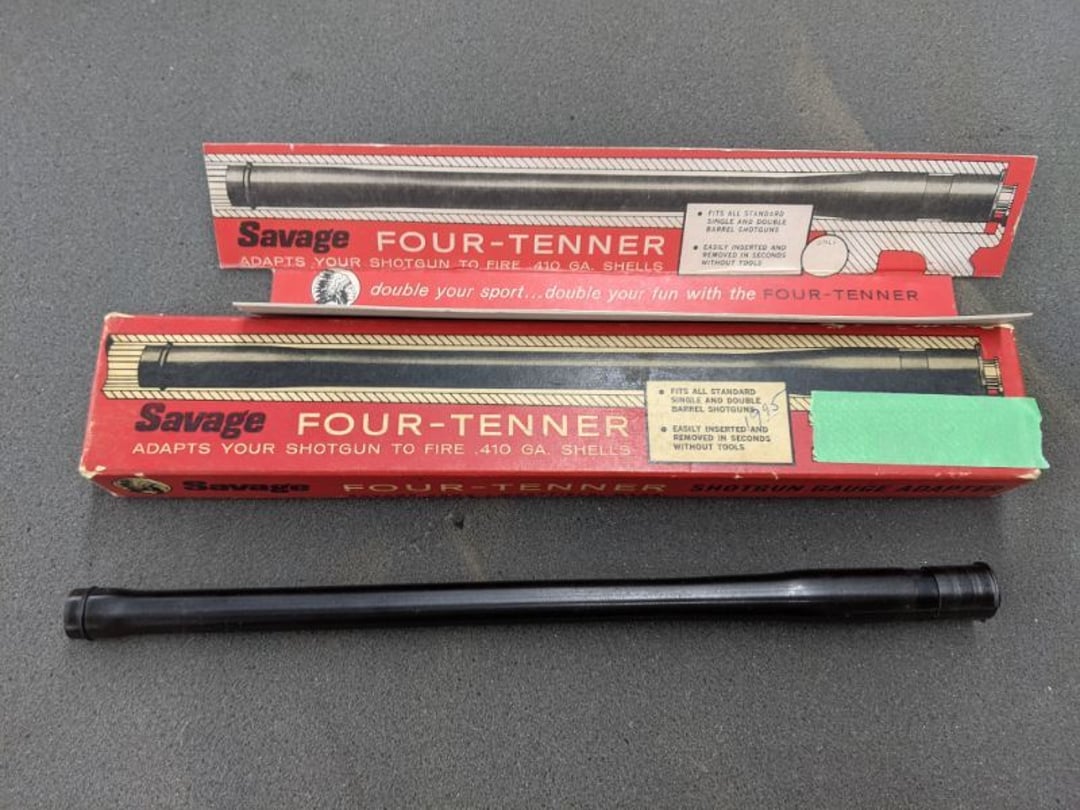 Savage FOUR-TENNER
ADAPTS YOUR SHOTGUN TO FIRE .410 GA. SHELLS
• FITS ALL STANDARD
SINGLE AND DOUBLE
BARREL SHOTGUNS
• EASILY INSERTED AND
REMOVED IN SECONDS
WITHOUT TOOLS
ONLY
double your sport...double your fun with the FOUR-TENNER
Savage FOUR-TENNER
ADAPTS YOUR SHOTGUN TO FIRE .410 GA. SHELLS
• FITS ALL STANDARD
SINGLE AND DOUBLE
BARREL SHOTGUNS
1995
• EASILY INSERTED AND
REMOVED IN SECONDS
WITHOUT TOOLS
Savage FOUR-TENNER SHOTGUN GAUGE ADAPTE